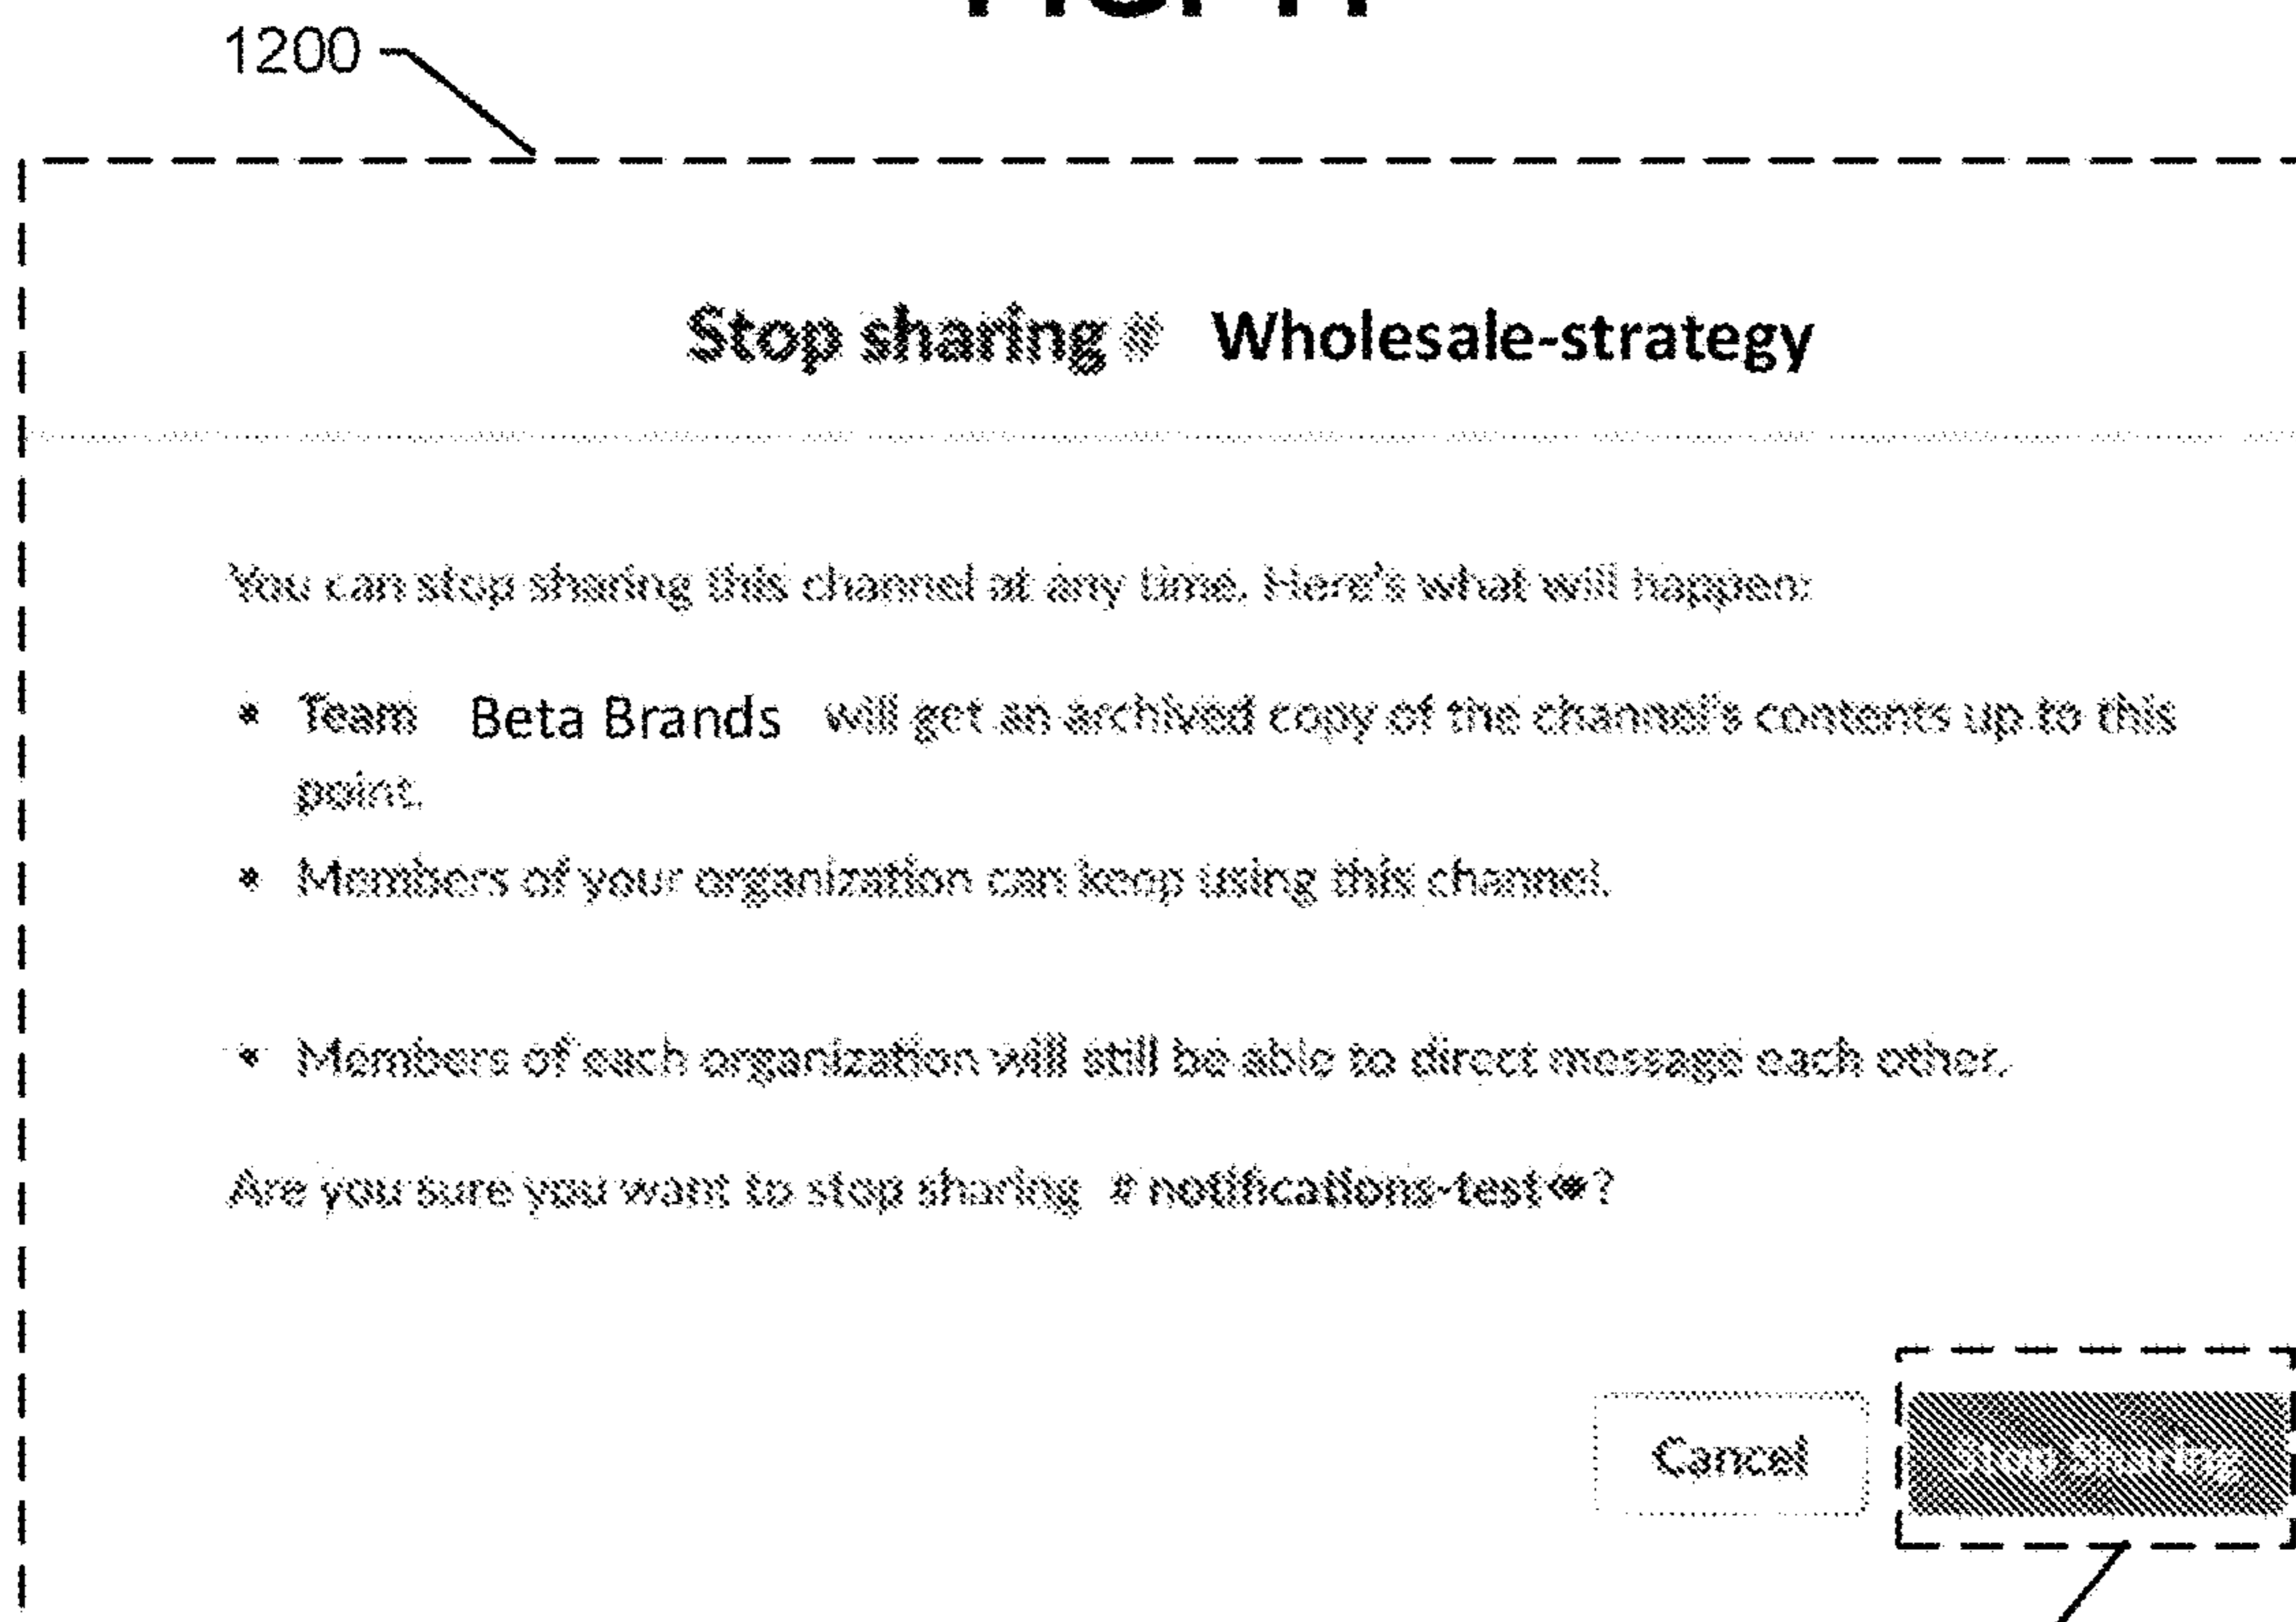 1200
Stop sharing # Wholesale-strategy
You can stop sharing this channel at any time. Here's what will happen:
• Team Beta Brands will get an archived copy of the channel's contents up to this
point.
• Members of your organization can keep using this channel.
• Members of each organization will still be able to direct message each other.
Are you sure you want to stop sharing # notifications-test ?
Cancel Stop Sharing